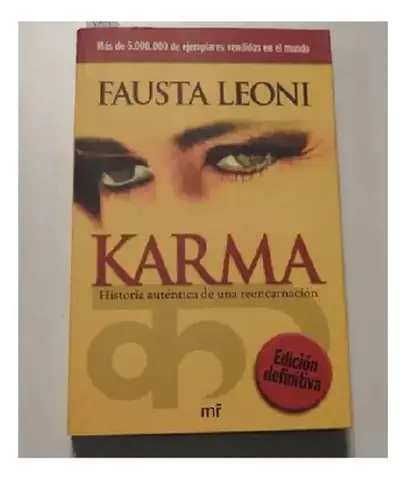 Más de 5.000.000 de ejemplares vendidos en el mundo
FAUSTA LEONI
KARMA
Historia auténtica de una reencarnación
Edición
definitiva
mr